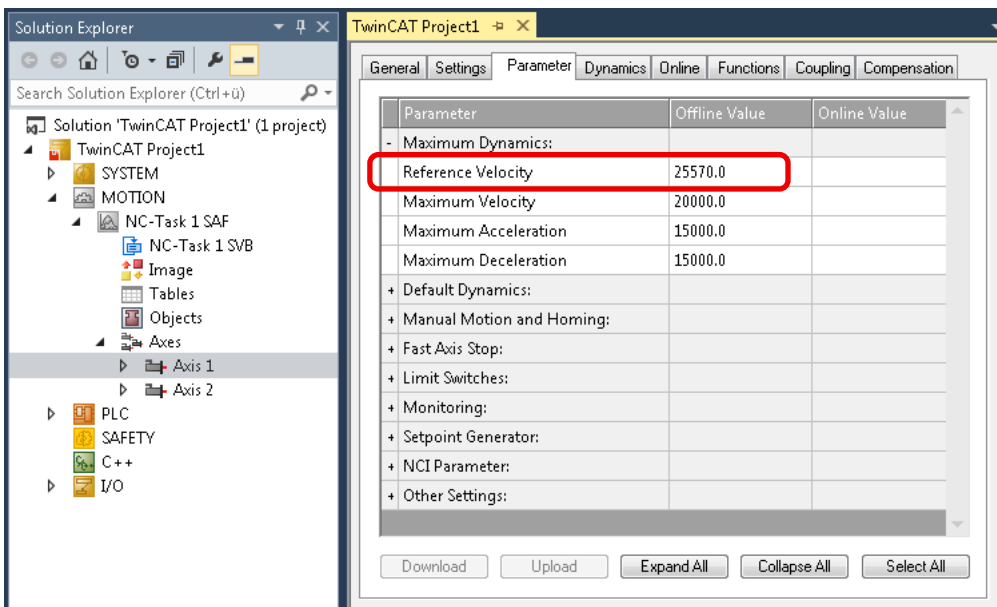 Solution Explorer
Search Solution Explorer (Ctrl+ü)
Solution 'TwinCAT Project1' (1 project)
TwinCAT Project1
SYSTEM
MOTION
NC-Task 1 SAF
NC-Task 1 SVB
Image
Tables
Objects
Axes
Axis 1
Axis 2
PLC
SAFETY
C++
I/O
TwinCAT Project1
General Settings Parameter Dynamics Online Functions Coupling Compensation
Parameter Offline Value Online Value
- Maximum Dynamics:
Reference Velocity 25570.0
Maximum Velocity 20000.0
Maximum Acceleration 15000.0
Maximum Deceleration 15000.0
+ Default Dynamics:
+ Manual Motion and Homing:
+ Fast Axis Stop:
+ Limit Switches:
+ Monitoring:
+ Setpoint Generator:
+ NCI Parameter:
+ Other Settings:
Download Upload Expand All Collapse All Select All